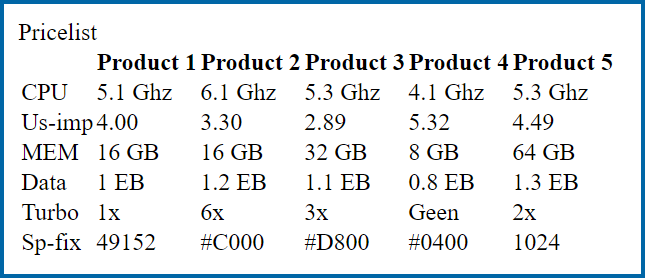 Pricelist
Product 1 Product 2 Product 3 Product 4 Product 5
CPU 5.1 Ghz 6.1 Ghz 5.3 Ghz 4.1 Ghz 5.3 Ghz
Us-imp 4.00 3.30 2.89 5.32 4.49
MEM 16 GB 16 GB 32 GB 8 GB 64 GB
Data 1 EB 1.2 EB 1.1 EB 0.8 EB 1.3 EB
Turbo 1x 6x 3x Geen 2x
Sp-fix 49152 #C000 #D800 #0400 1024